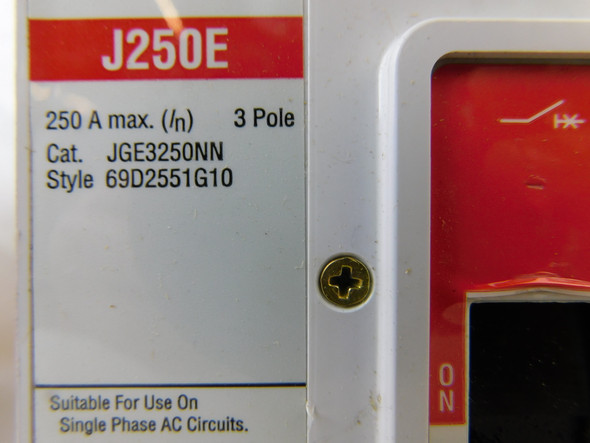 J250E
250 A max. (In) 3 Pole
Cat. JGE3250NN
Style 69D2551G10
Suitable For Use On
Single Phase AC Circuits.
ON